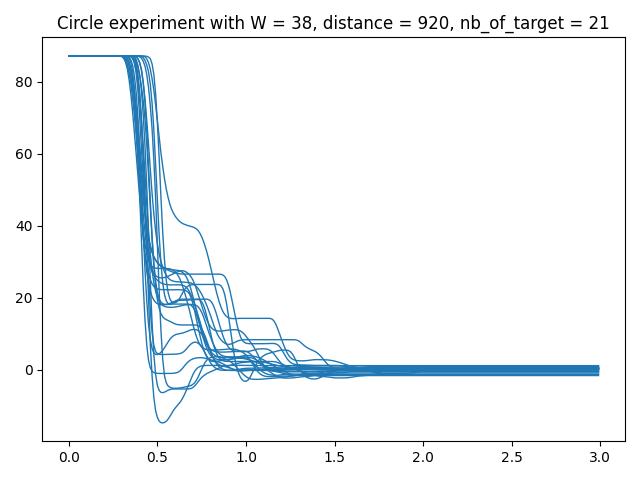 Circle experiment with W = 38, distance = 920, nb_of_target = 21
80
60
40
20
0
0.0 0.5 1.0 1.5 2.0 2.5 3.0